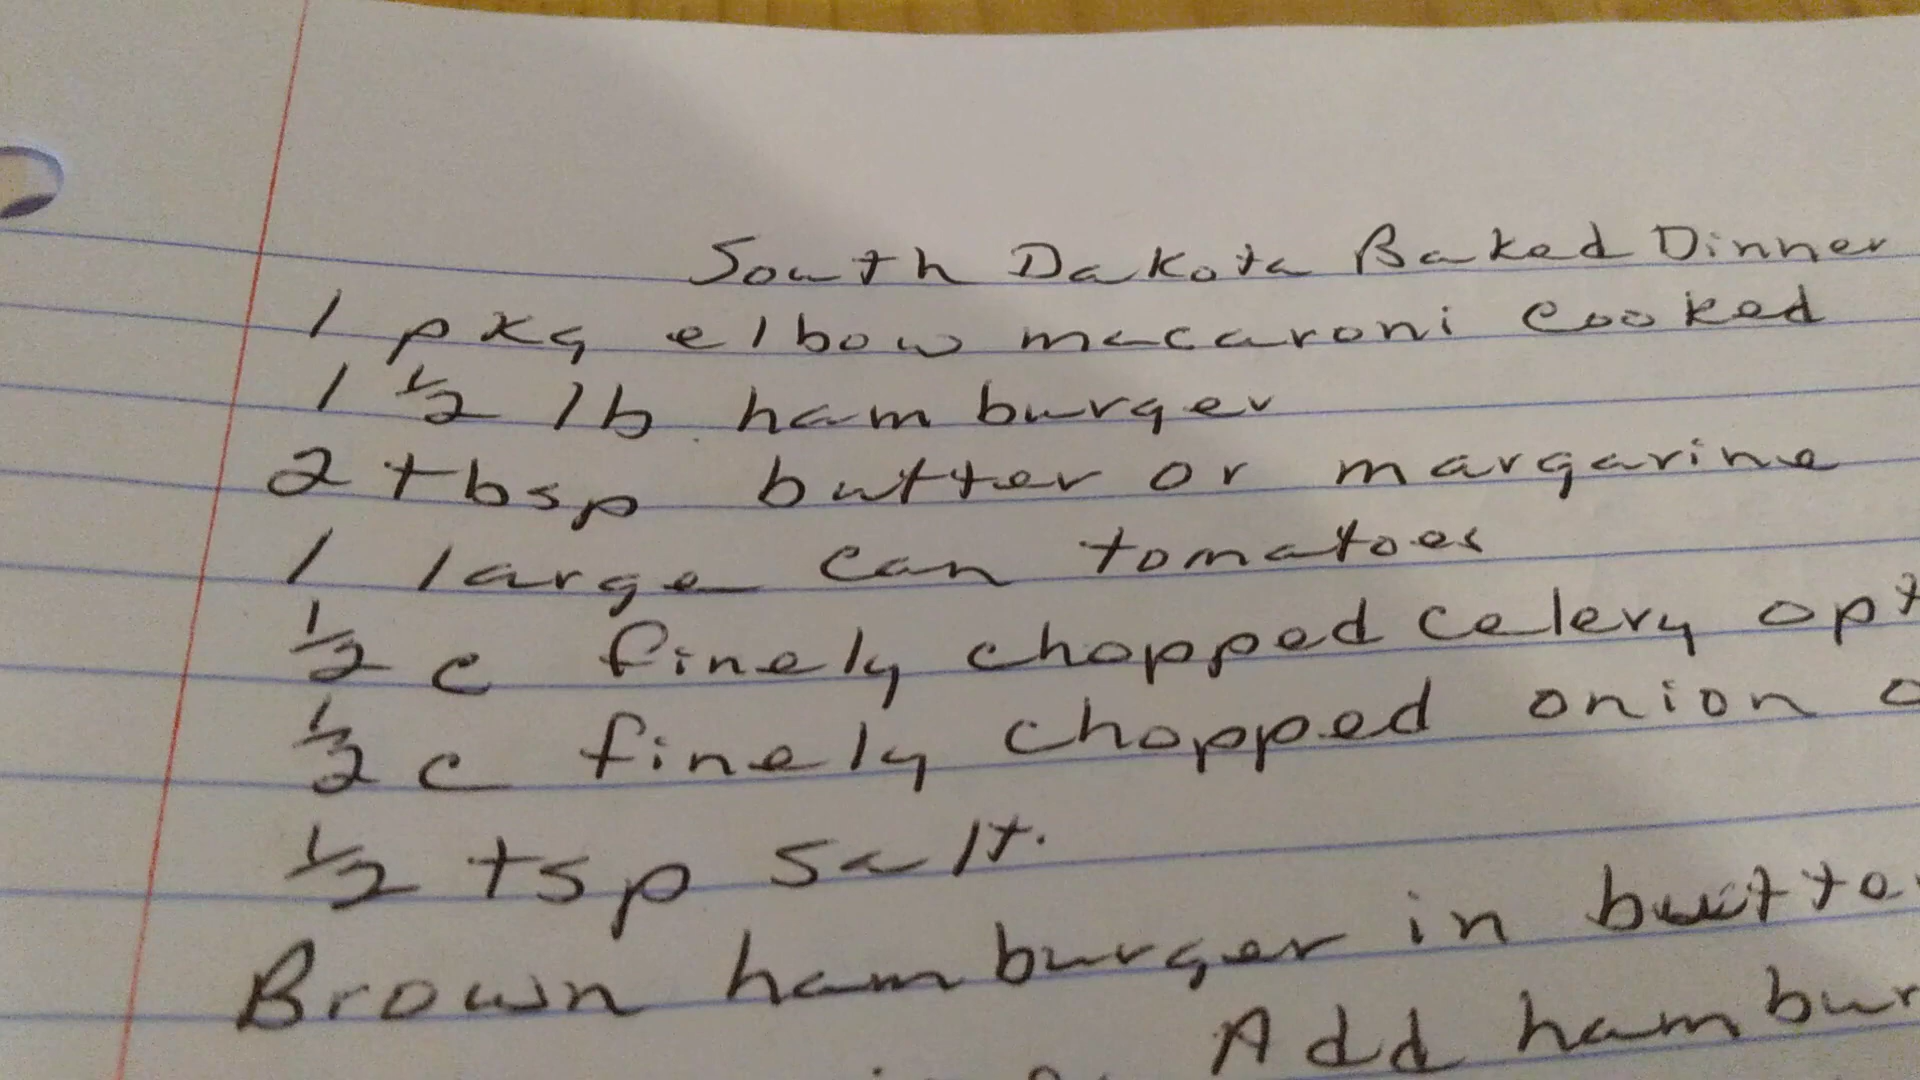 South Dakota Baked Dinner
1 pkg elbow macaroni cooked
1 1/2 lb hamburger
2 tbsp butter or margarine
1 large can tomatoes
1/2 c finely chopped celery opt
1/2 c finely chopped onion
1/2 tsp salt.
Brown hamburger in
Add